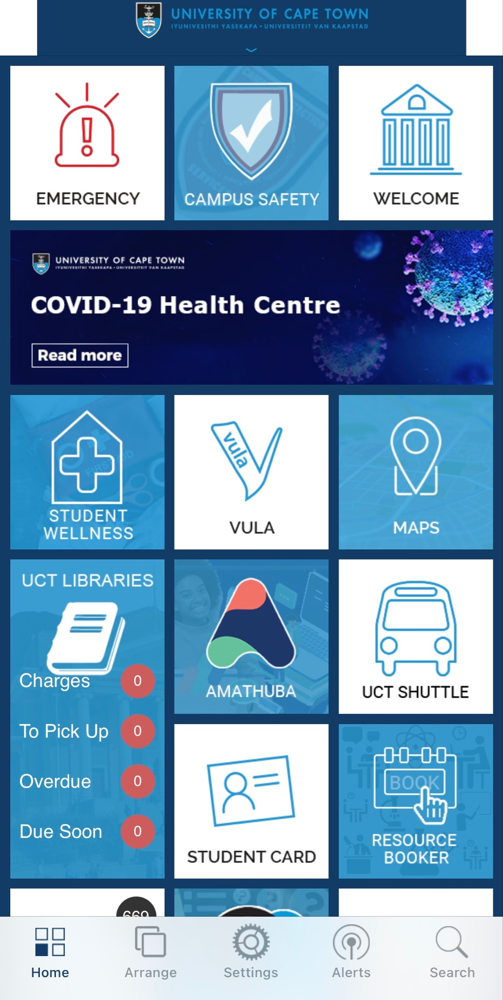 UNIVERSITY OF CAPE TOWN
IYUNIVESITHI YASEKAPA • UNIVERSITEIT VAN KAAPSTAD
EMERGENCY
CAMPUS SAFETY
WELCOME
UNIVERSITY OF CAPE TOWN
IYUNIVESITHI YASEKAPA • UNIVERSITEIT VAN KAAPSTAD
COVID-19 Health Centre
Read more
FIRST AID
STUDENT
WELLNESS
vula
VULA
MAPS
UCT LIBRARIES
Charges 0
To Pick Up 0
Overdue 0
Due Soon 0
AMATHUBA
UCT SHUTTLE
STUDENT CARD
BOOK
RESOURCE
BOOKER
669
Home
Arrange
Settings
Alerts
Search